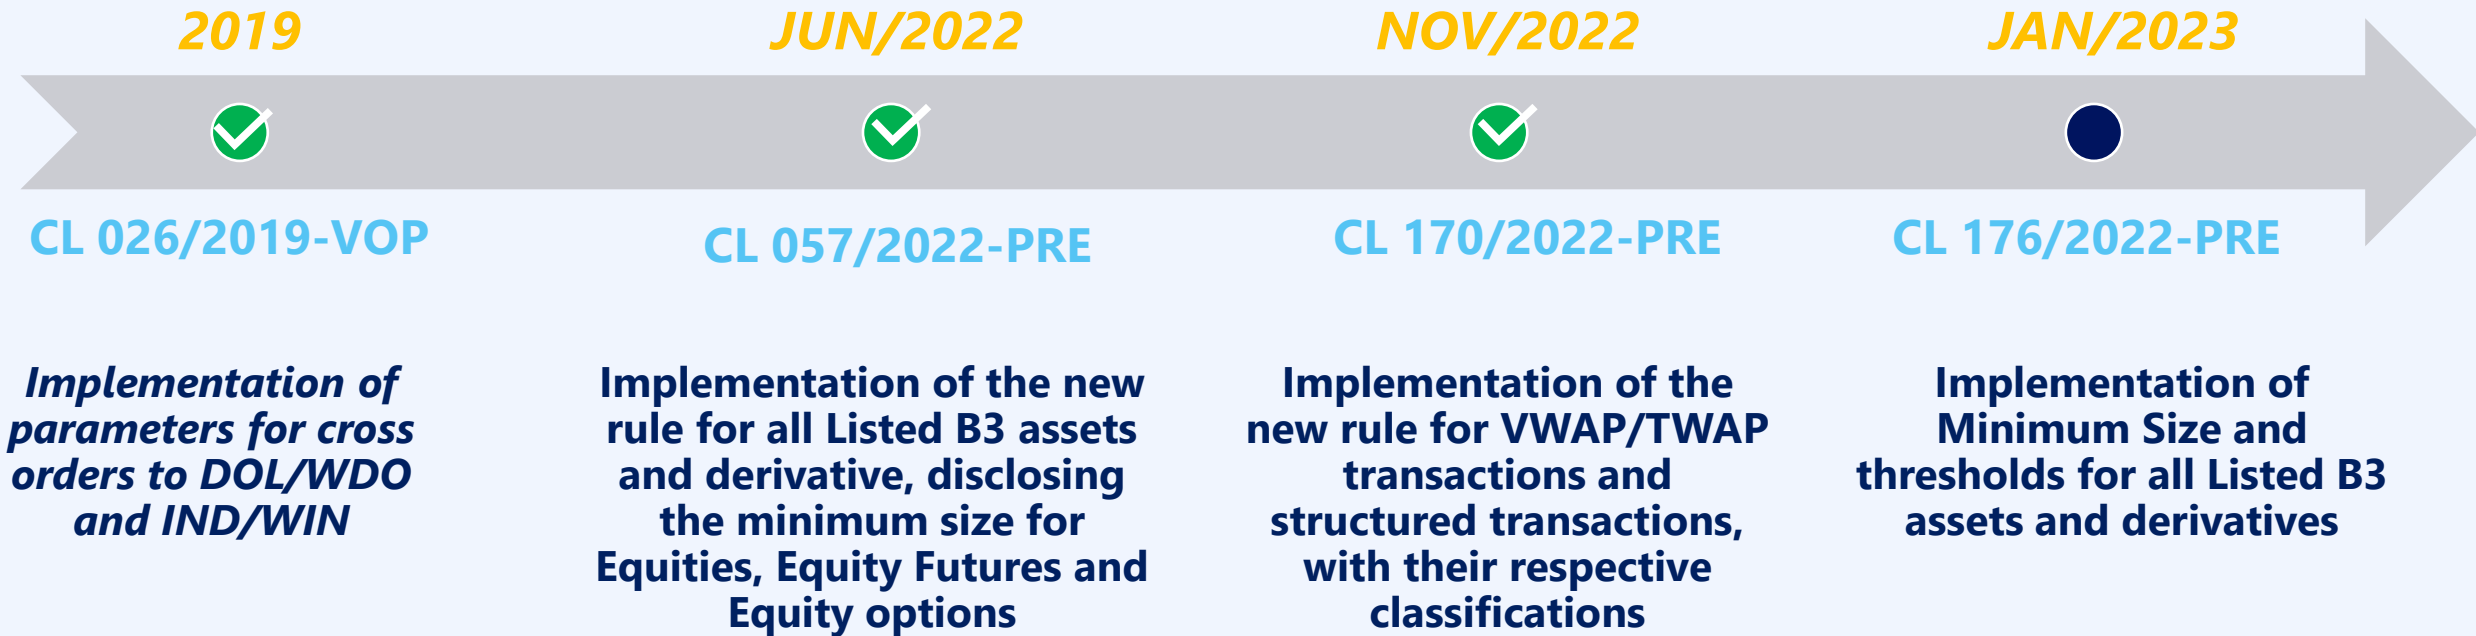 2019
JUN/2022
NOV/2022
JAN/2023
CL 026/2019-VOP
CL 057/2022-PRE
CL 170/2022-PRE
CL 176/2022-PRE
Implementation of
parameters for cross
orders to DOL/WDO
and IND/WIN
Implementation of the new
rule for all Listed B3 assets
and derivative, disclosing
the minimum size for
Equities, Equity Futures and
Equity options
Implementation of the
new rule for VWAP/TWAP
transactions and
structured transactions,
with their respective
classifications
Implementation of
Minimum Size and
thresholds for all Listed B3
assets and derivatives